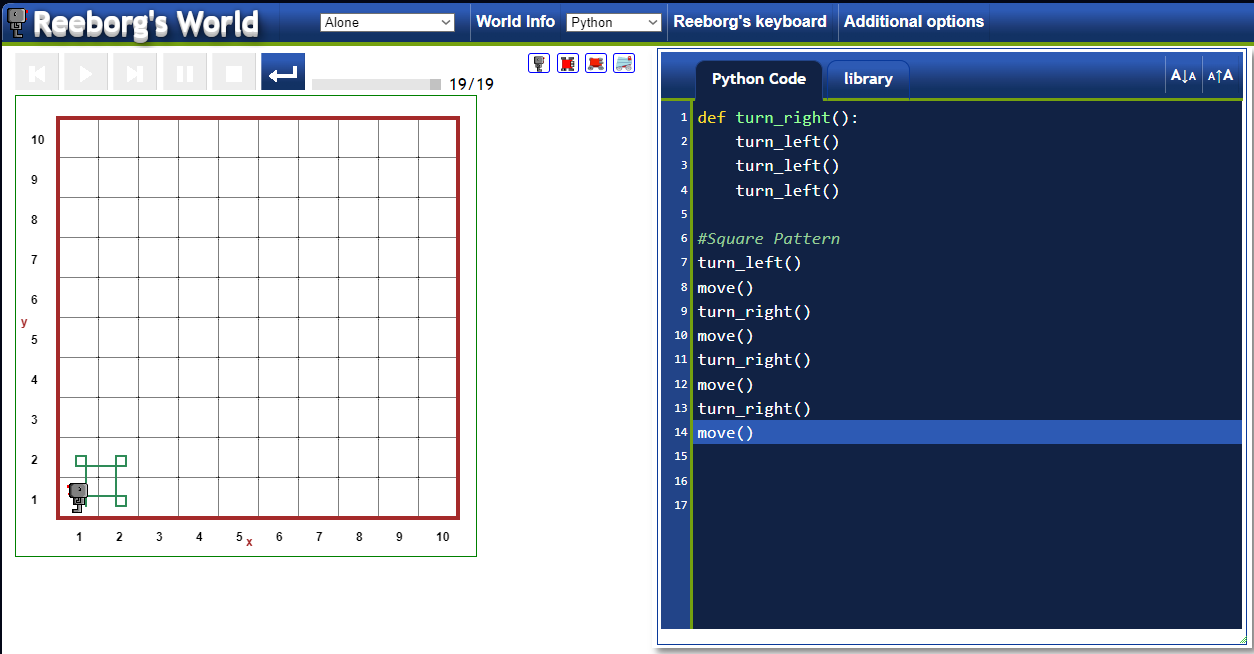 Reeborg's World
Alone
World Info
Python
Reeborg's keyboard
Additional options
19/19
10
9
8
7
6
y
5
4
3
2
1
1 2 3 4 5 x 6 7 8 9 10
Python Code
library
A↓A
A↑A
1 def turn_right():
2     turn_left()
3     turn_left()
4     turn_left()
5
6 #Square Pattern
7 turn_left()
8 move()
9 turn_right()
10 move()
11 turn_right()
12 move()
13 turn_right()
14 move()
15
16
17